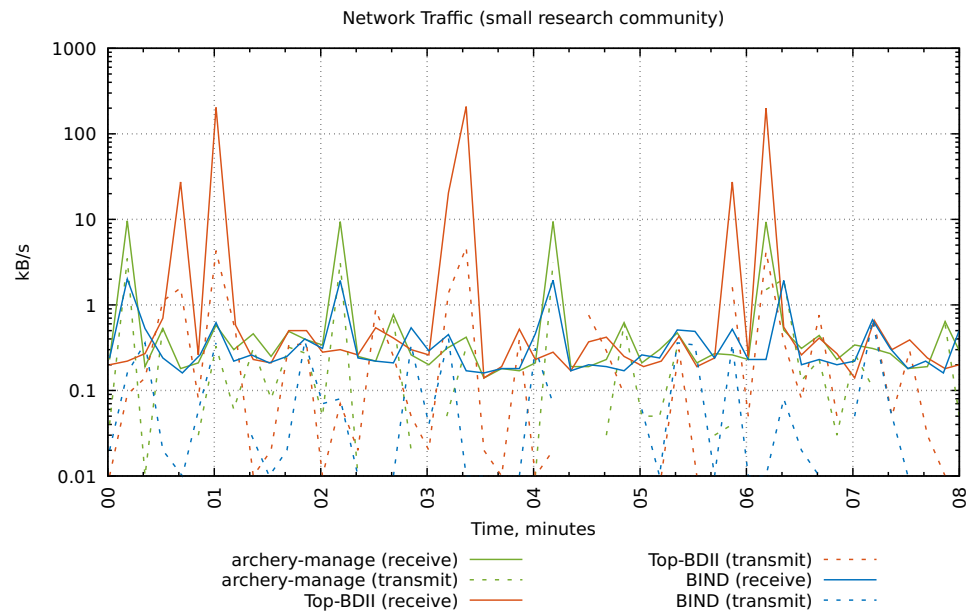 Network Traffic (small research community)
1000
100
10
1
0.1
0.01
kB/s
00 01 02 03 04 05 06 07 08
Time, minutes
archery-manage (receive)
archery-manage (transmit)
Top-BDII (receive)
Top-BDII (transmit)
BIND (receive)
BIND (transmit)